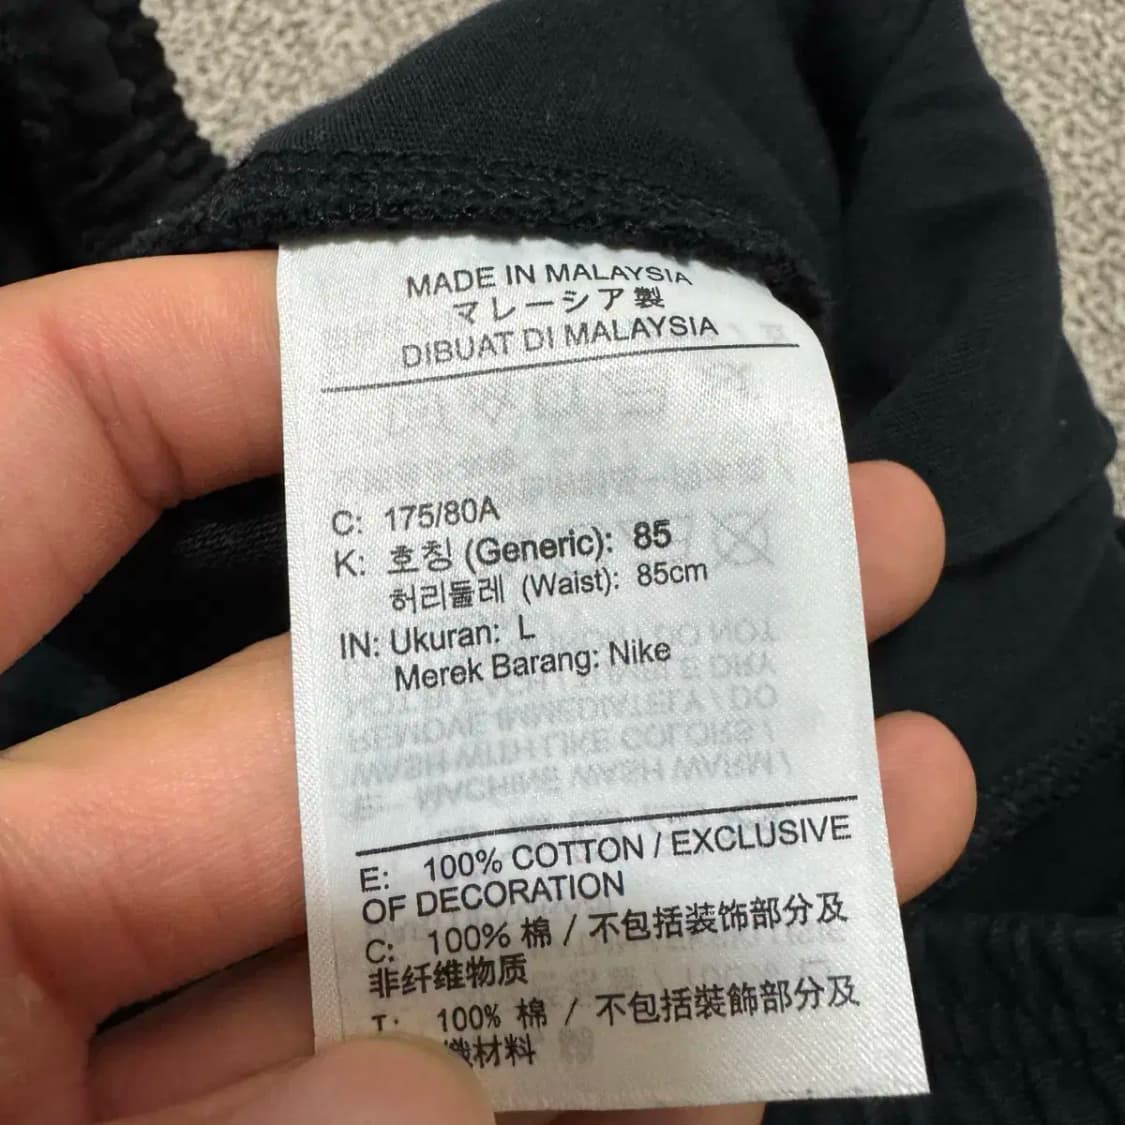 MADE IN MALAYSIA
マレーシア製
DIBUAT DI MALAYSIA
C: 175/80A
K: 호칭 (Generic): 85
허리둘레 (Waist): 85cm
IN: Ukuran: L
Merek Barang: Nike
E: 100% COTTON / EXCLUSIVE
OF DECORATION
C: 100% 棉 / 不包括装饰部分及
非纤维物质
T: 100% 棉 / 不包括裝飾部分及
材料